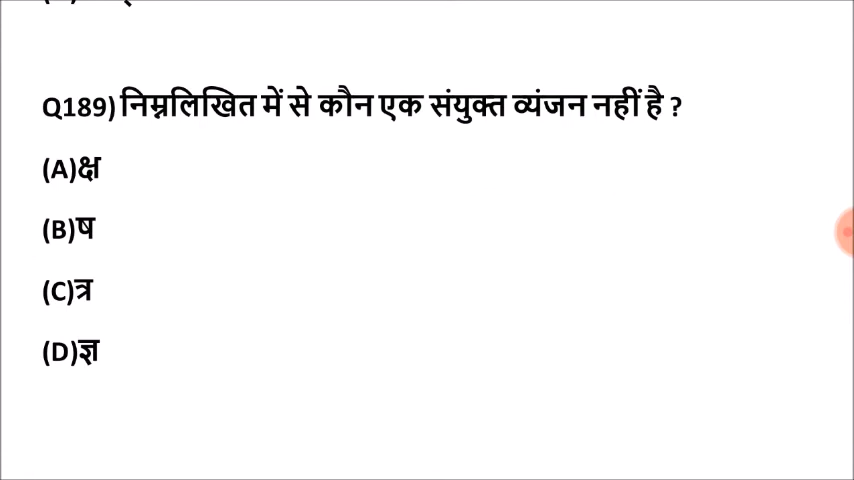 Q189) निम्नलिखित में से कौन एक संयुक्त व्यंजन नहीं है ?
(A)क्ष
(B)ष
(C)त्र
(D)ज्ञ